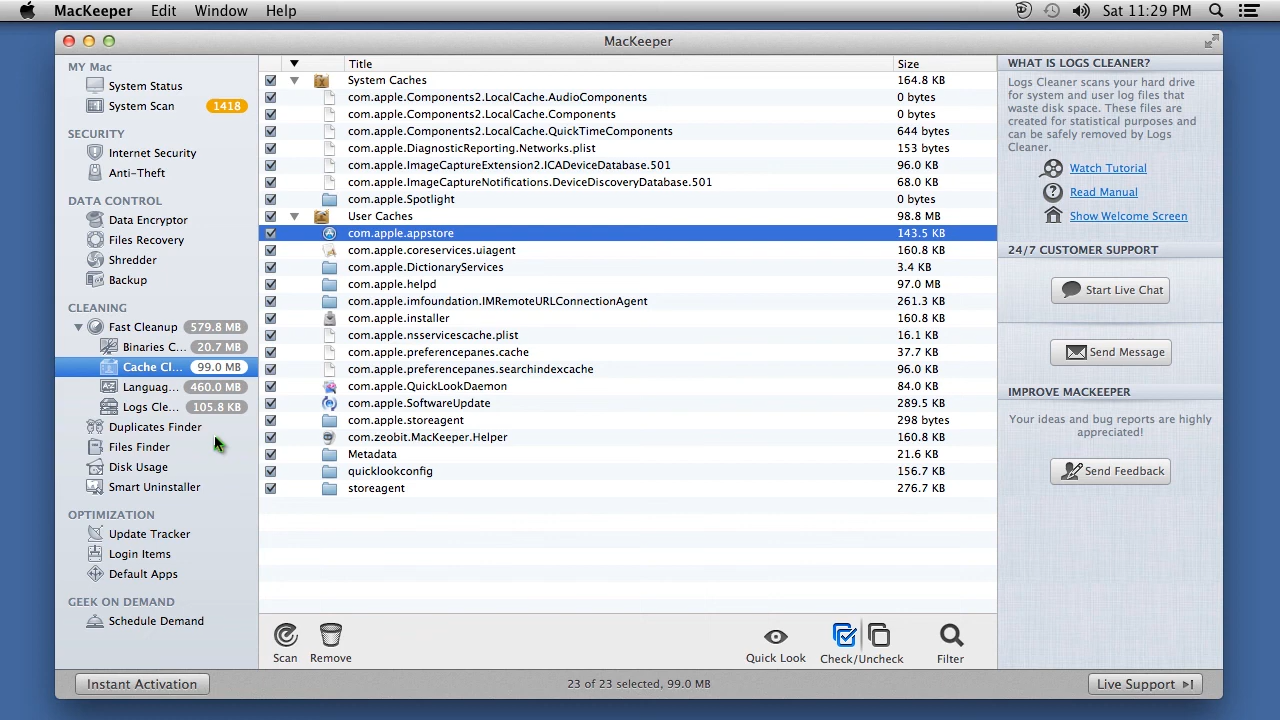 MacKeeper Edit Window Help Sat 11:29 PM
MacKeeper
MY Mac
System Status
System Scan 1418
SECURITY
Internet Security
Anti-Theft
DATA CONTROL
Data Encryptor
Files Recovery
Shredder
Backup
CLEANING
Fast Cleanup 579.8 MB
Binaries C... 20.7 MB
Cache Cl... 99.0 MB
Languag... 460.0 MB
Logs Cle... 105.8 KB
Duplicates Finder
Files Finder
Disk Usage
Smart Uninstaller
OPTIMIZATION
Update Tracker
Login Items
Default Apps
GEEK ON DEMAND
Schedule Demand
Instant Activation
Title Size
System Caches 164.8 KB
com.apple.Components2.LocalCache.AudioComponents 0 bytes
com.apple.Components2.LocalCache.Components 0 bytes
com.apple.Components2.LocalCache.QuickTimeComponents 644 bytes
com.apple.DiagnosticReporting.Networks.plist 153 bytes
com.apple.ImageCaptureExtension2.ICADeviceDatabase.501 96.0 KB
com.apple.ImageCaptureNotifications.DeviceDiscoveryDatabase.501 68.0 KB
com.apple.Spotlight 0 bytes
User Caches 98.8 MB
com.apple.appstore 143.5 KB
com.apple.coreservices.uiagent 160.8 KB
com.apple.DictionaryServices 3.4 KB
com.apple.helpd 97.0 MB
com.apple.imfoundation.IMRemoteURLConnectionAgent 261.3 KB
com.apple.installer 160.8 KB
com.apple.nsservicescache.plist 16.1 KB
com.apple.preferencepanes.cache 37.7 KB
com.apple.preferencepanes.searchindexcache 96.0 KB
com.apple.QuickLookDaemon 84.0 KB
com.apple.SoftwareUpdate 289.5 KB
com.apple.storeagent 298 bytes
com.zeobit.MacKeeper.Helper 160.8 KB
Metadata 21.6 KB
quicklookconfig 156.7 KB
storeagent 276.7 KB
Scan Remove Quick Look Check/Uncheck Filter
23 of 23 selected, 99.0 MB
WHAT IS LOGS CLEANER?
Logs Cleaner scans your hard drive
for system and user log files that
waste disk space. These files are
created for statistical purposes and
can be safely removed by Logs
Cleaner.
Watch Tutorial
Read Manual
Show Welcome Screen
24/7 CUSTOMER SUPPORT
Start Live Chat
Send Message
IMPROVE MACKEEPER
Your ideas and bug reports are highly
appreciated!
Send Feedback
Live Support